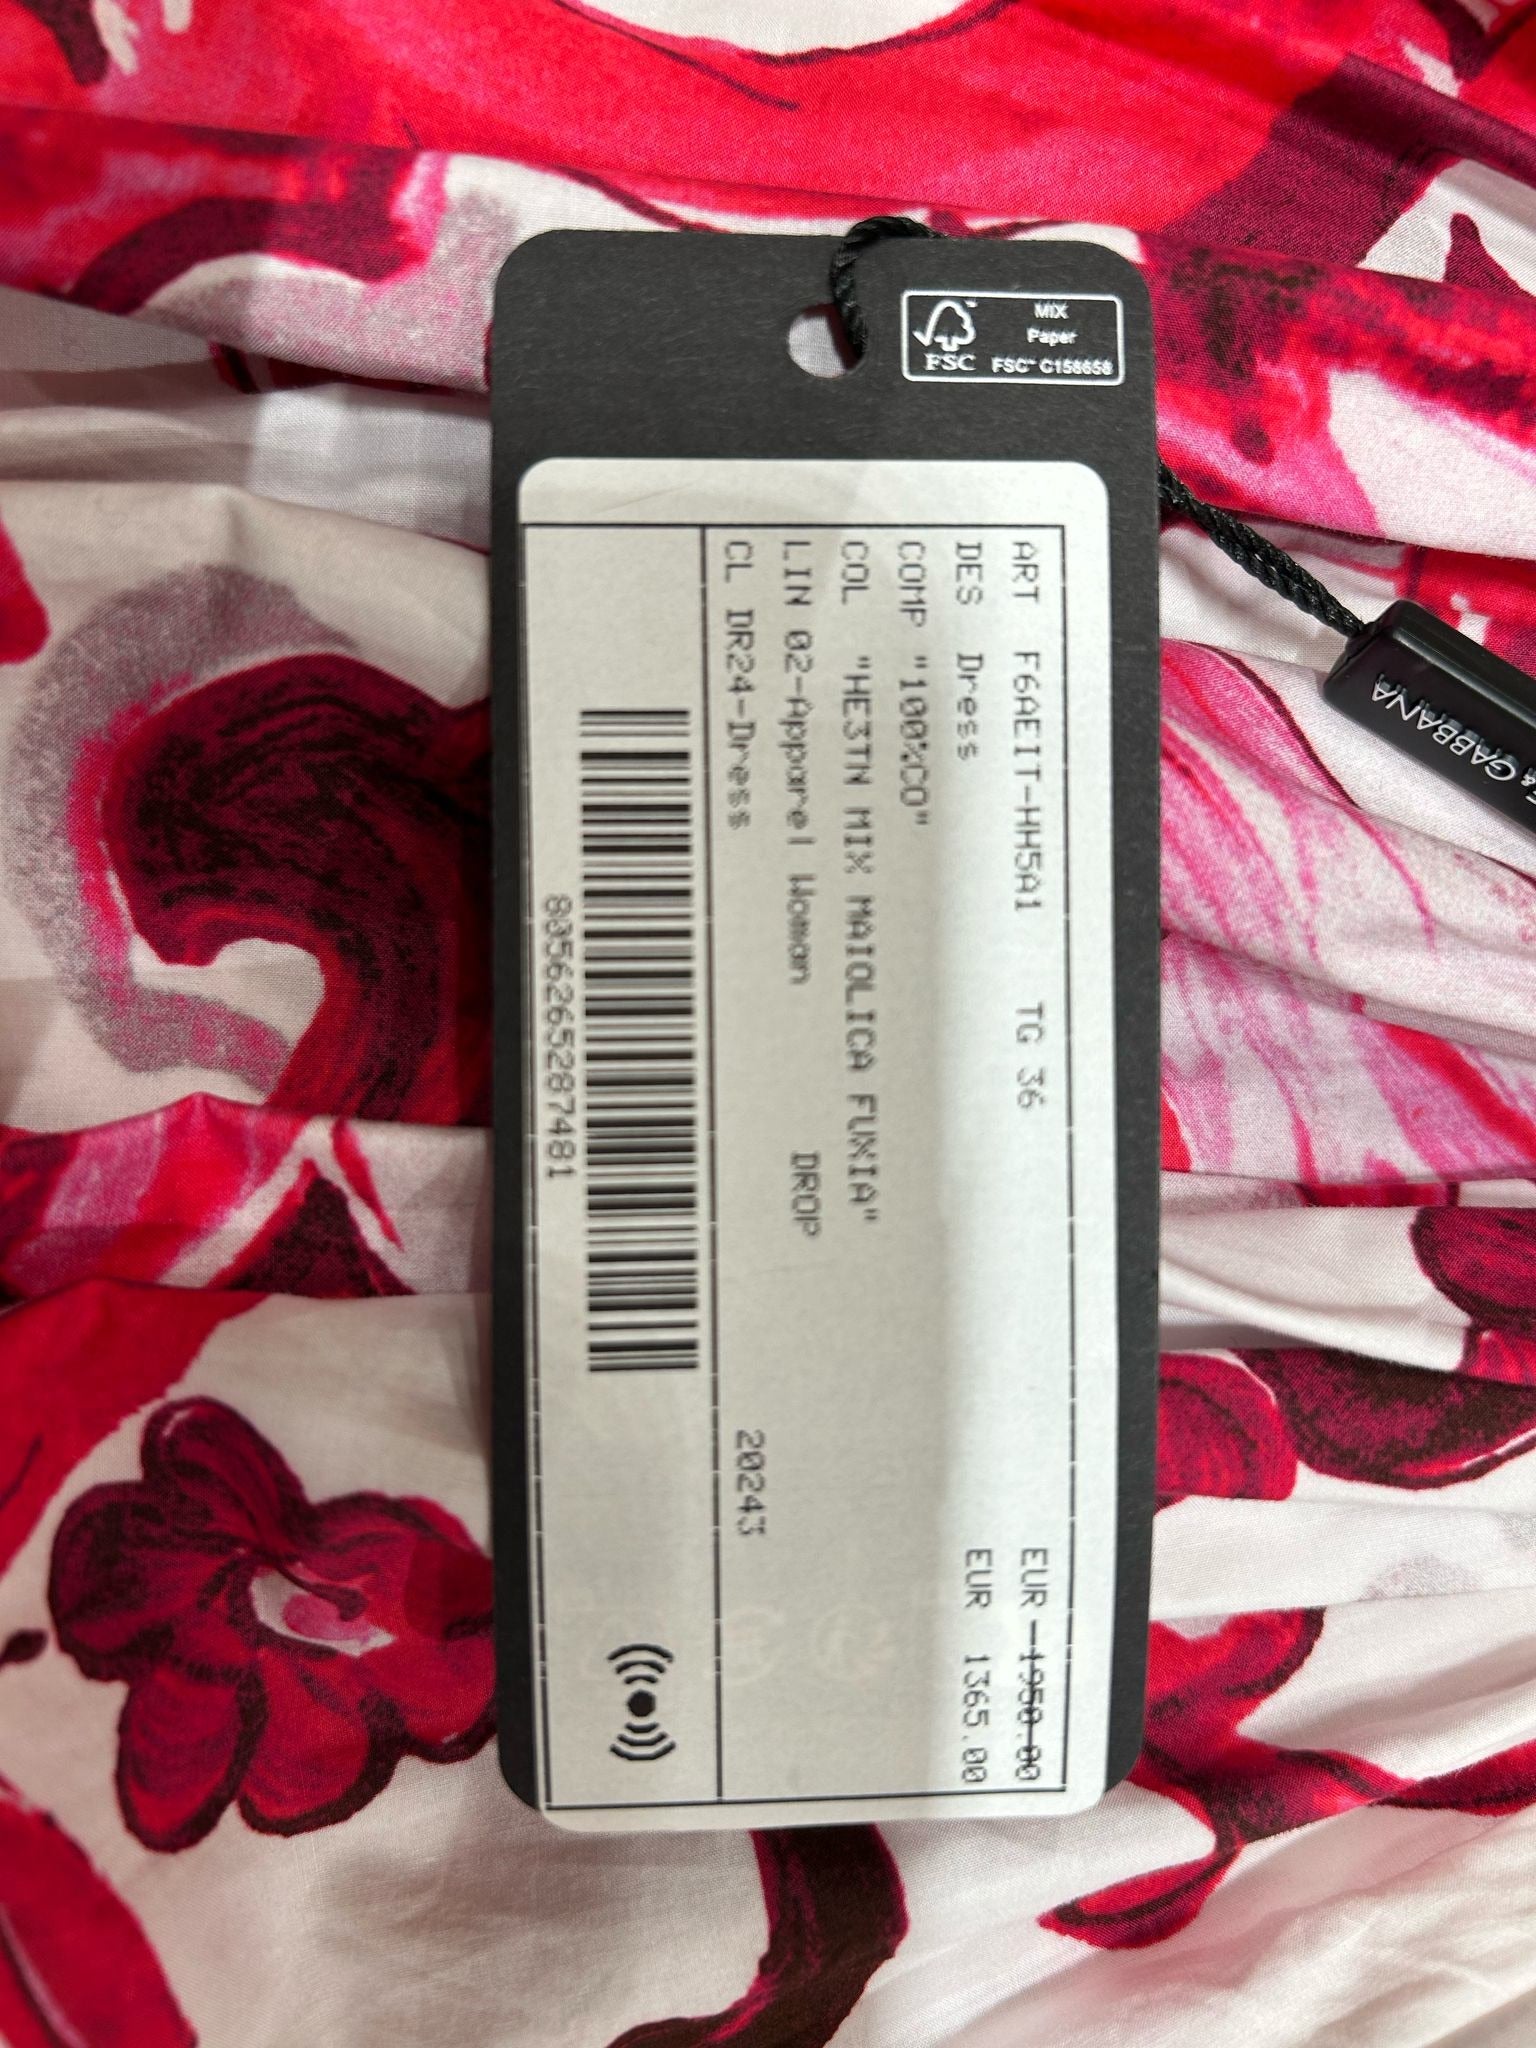 MIX
Paper
FSC™ C158658
FSC
ART F6AEIT-HH5A1 TG 36 EUR 1950.00
DES Dress EUR 1365.00
COMP "100%CO"
COL "HE3TN MIX MAIOLICA FUXIA"
LIN 02-Apparel Woman DROP
CL DR24-Dress 20243
8056265287481
& GABBANA